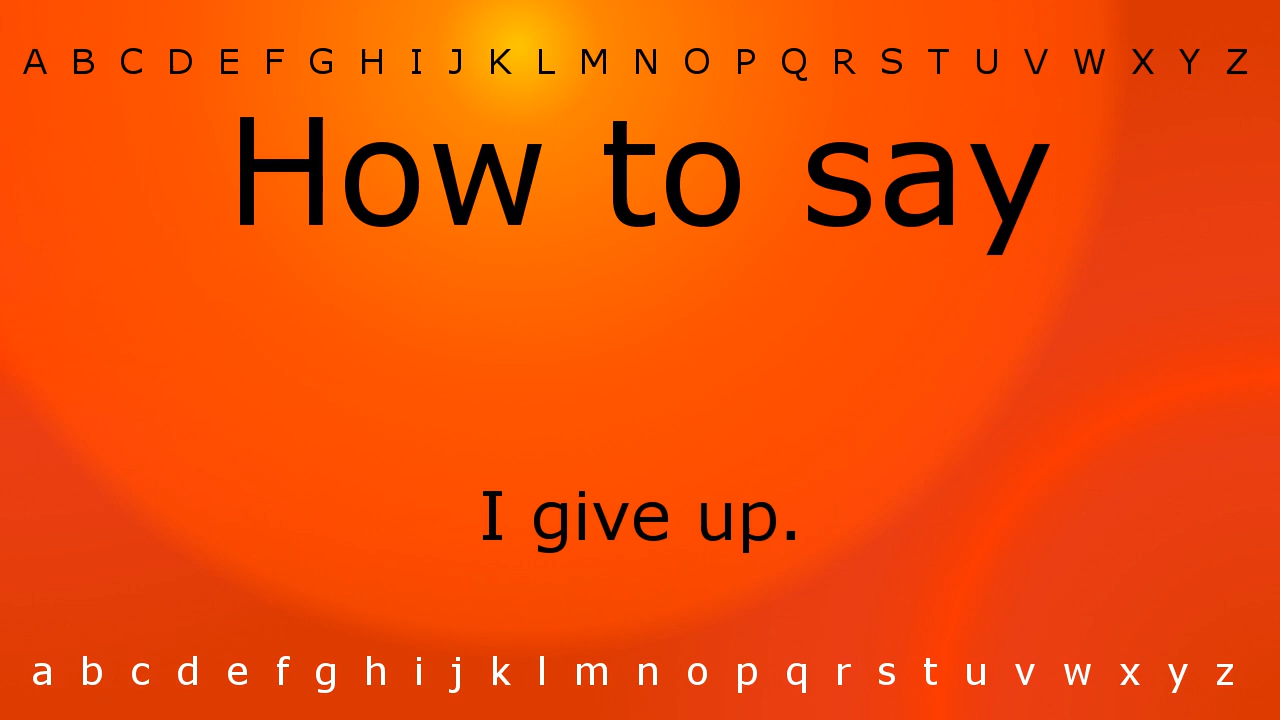 A B C D E F G H I J K L M N O P Q R S T U V W X Y Z
How to say
I give up.
a b c d e f g h i j k l m n o p q r s t u v w x y z